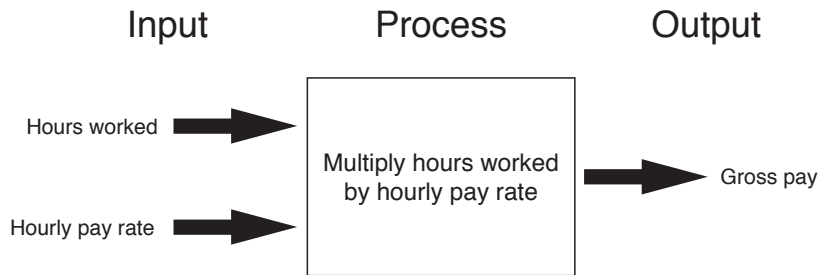 Input Process Output
Hours worked
Multiply hours worked
by hourly pay rate
Gross pay
Hourly pay rate